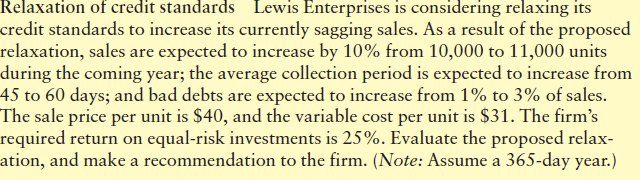 Relaxation of credit standards Lewis Enterprises is considering relaxing its
credit standards to increase its currently sagging sales. As a result of the proposed
relaxation, sales are expected to increase by 10% from 10,000 to 11,000 units
during the coming year; the average collection period is expected to increase from
45 to 60 days; and bad debts are expected to increase from 1% to 3% of sales.
The sale price per unit is $40, and the variable cost per unit is $31. The firm's
required return on equal-risk investments is 25%. Evaluate the proposed relax-
ation, and make a recommendation to the firm. (Note: Assume a 365-day year.)